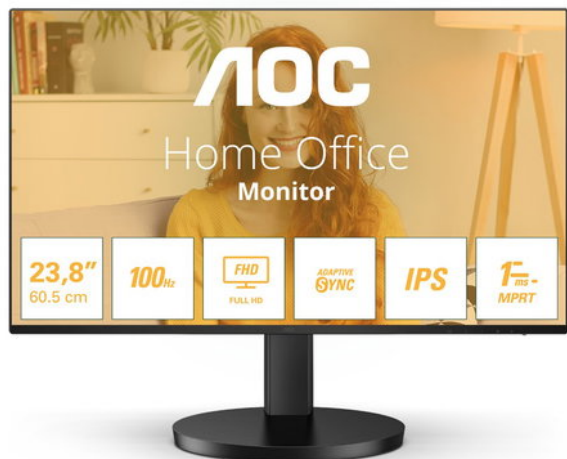 AOC
Home Office
Monitor
23,8"
60.5 cm
100Hz
FHD
FULL HD
ADAPTIVE
SYNC
IPS
1ms-
MPRT